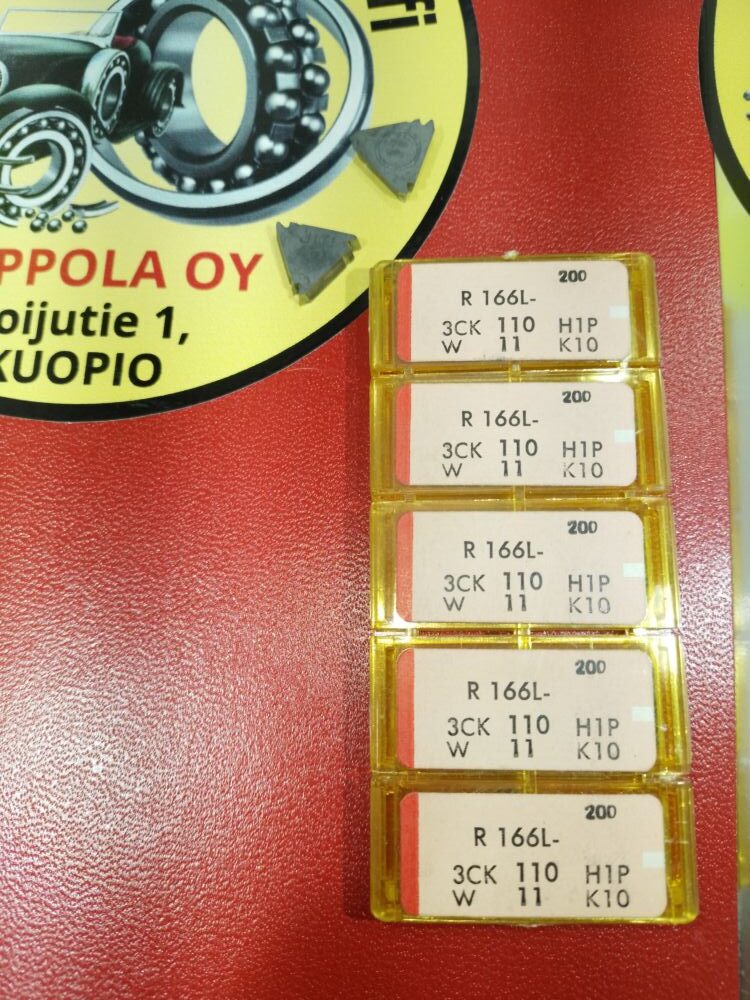 fi
PPOLA OY
oijutie 1,
KUOPIO
200
R 166L-
3CK 110 H1P
W 11 K10
200
R 166L-
3CK 110 H1P
W 11 K10
200
R 166L-
3CK 110 H1P
W 11 K10
200
R 166L-
3CK 110 H1P
W 11 K10
200
R 166L-
3CK 110 H1P
W 11 K10